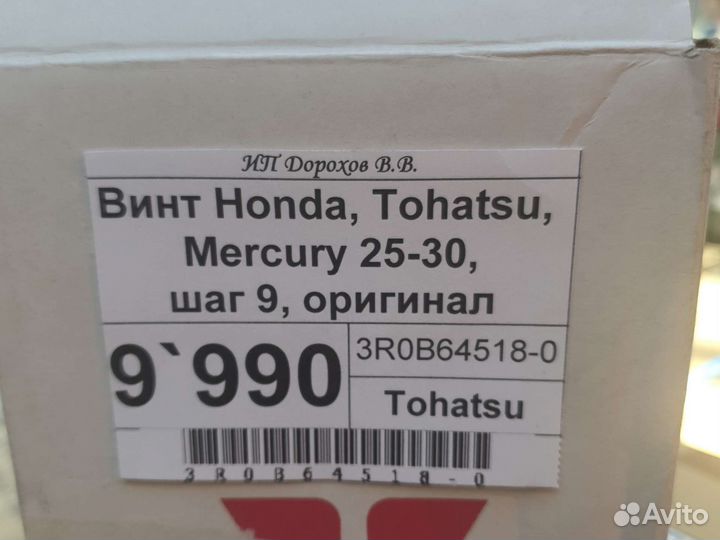 ИП Дорохов В.В.
Винт Honda, Tohatsu,
Mercury 25-30,
шаг 9, оригинал
9`990
3R0B64518-0
Tohatsu
3R0B64518-0
Avito